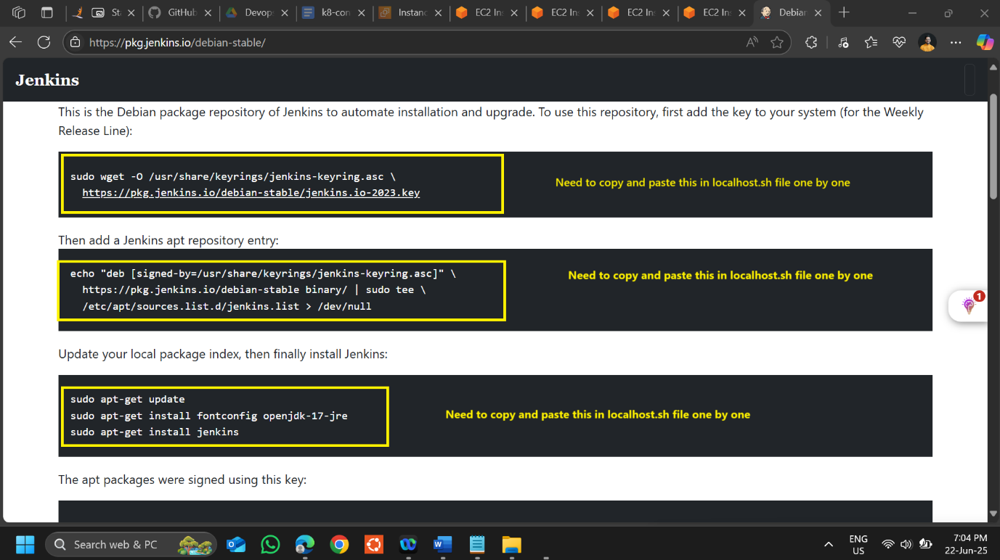 St
GitHub
Devop
k8-con
Instanc
EC2 Ins
EC2 Ins
EC2 Ins
EC2 Ins
Debian
https://pkg.jenkins.io/debian-stable/
Jenkins
This is the Debian package repository of Jenkins to automate installation and upgrade. To use this repository, first add the key to your system (for the Weekly
Release Line):
sudo wget -O /usr/share/keyrings/jenkins-keyring.asc \
https://pkg.jenkins.io/debian-stable/jenkins.io-2023.key
Need to copy and paste this in localhost.sh file one by one
Then add a Jenkins apt repository entry:
echo "deb [signed-by=/usr/share/keyrings/jenkins-keyring.asc]" \
https://pkg.jenkins.io/debian-stable binary/ | sudo tee \
/etc/apt/sources.list.d/jenkins.list > /dev/null
Need to copy and paste this in localhost.sh file one by one
1
Update your local package index, then finally install Jenkins:
sudo apt-get update
sudo apt-get install fontconfig openjdk-17-jre
sudo apt-get install jenkins
Need to copy and paste this in localhost.sh file one by one
The apt packages were signed using this key:
Search web & PC
ENG
US
7:04 PM
22-Jun-25